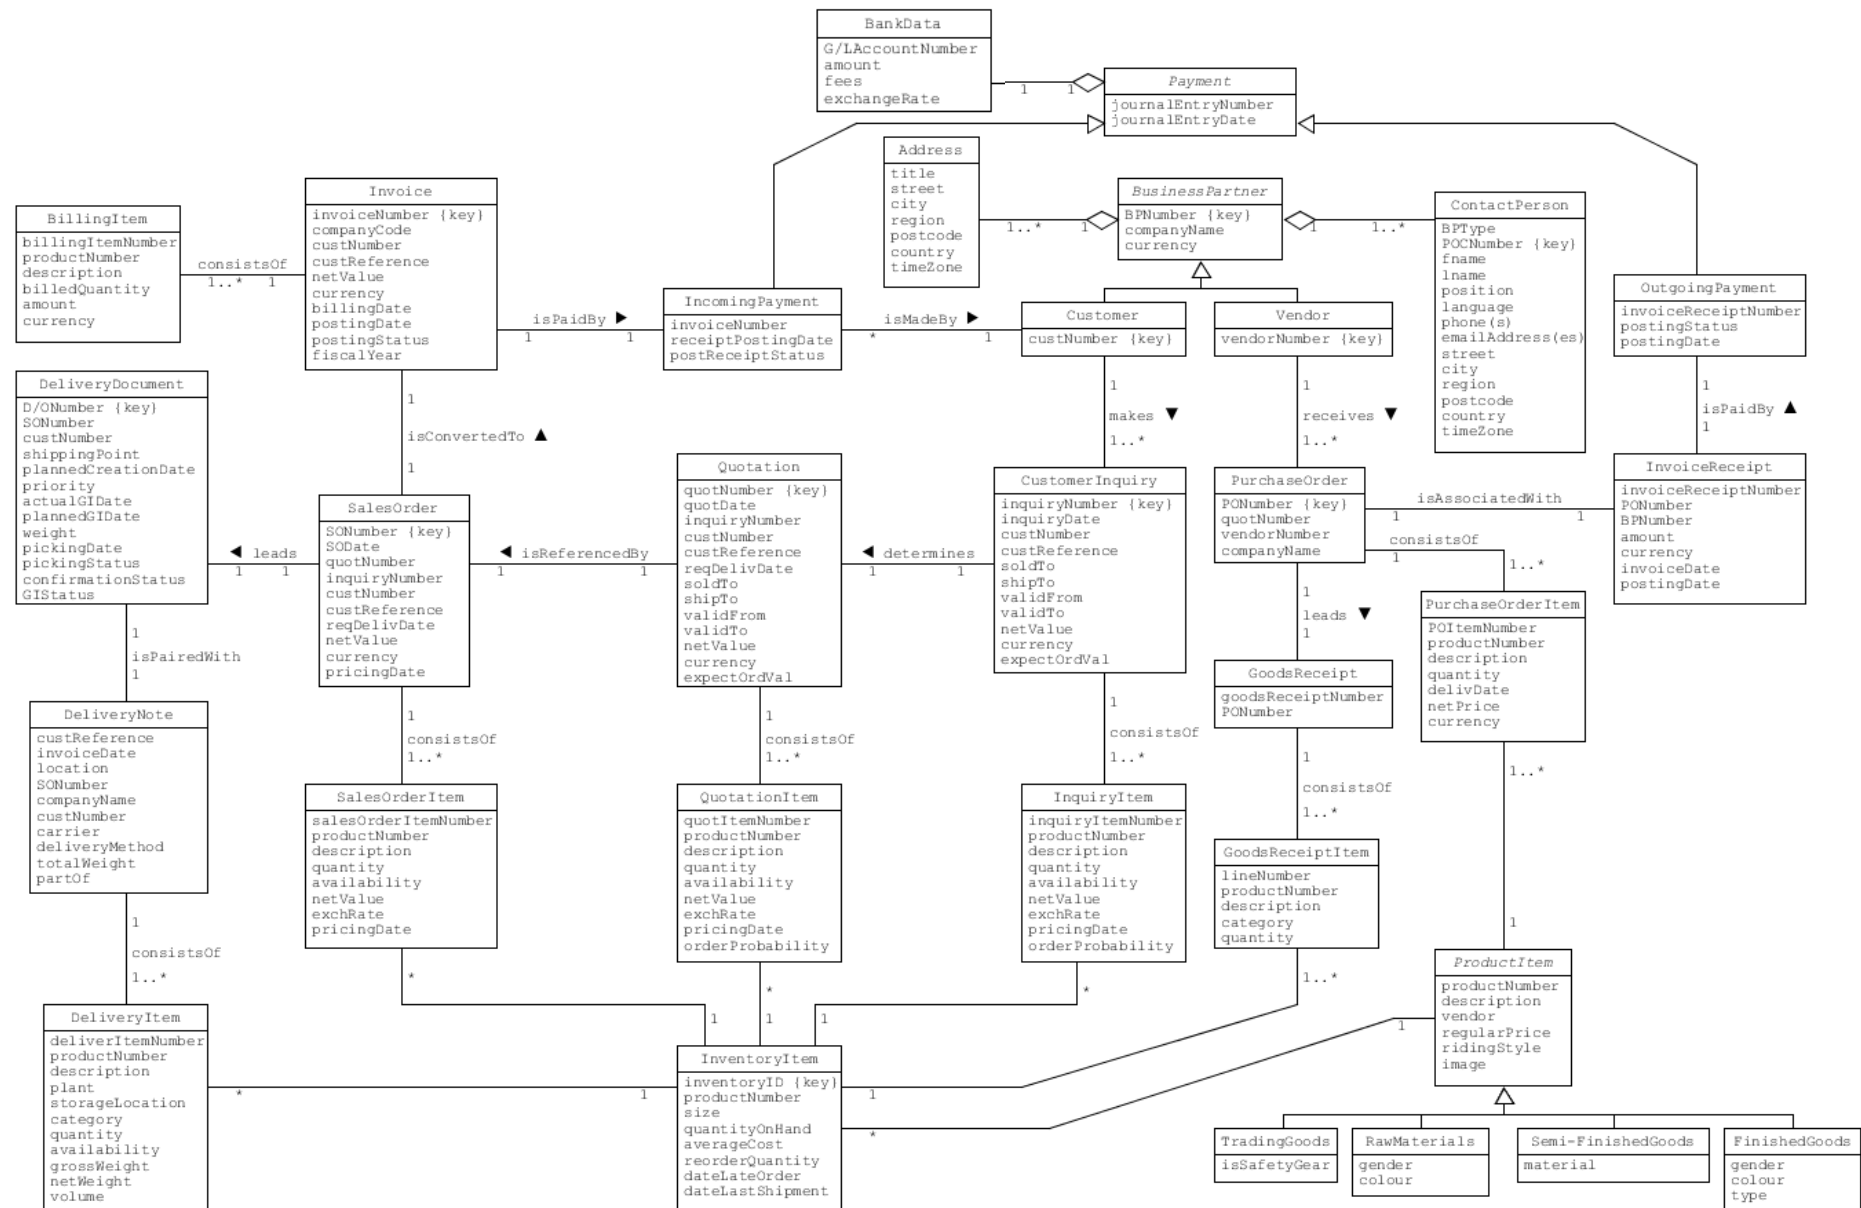 BankData
G/LAccountNumber
amount
fees
exchangeRate
1
1
Payment
journalEntryNumber
journalEntryDate
Address
title
street
city
region
postcode
country
timeZone
1..*
1
BusinessPartner
BPNumber {key}
companyName
currency
1
1..*
ContactPerson
BPType
POCNumber {key}
fname
lname
position
language
phone(s)
emailAddress(es)
street
city
region
postcode
country
timeZone
BillingItem
billingItemNumber
productNumber
description
billedQuantity
amount
currency
consistsOf
1..*
1
Invoice
invoiceNumber {key}
companyCode
custNumber
custReference
netValue
currency
billingDate
postingDate
postingStatus
fiscalYear
isPaidBy ▶
1
1
IncomingPayment
invoiceNumber
receiptPostingDate
postReceiptStatus
isMadeBy ▶
*
1
Customer
custNumber {key}
Vendor
vendorNumber {key}
OutgoingPayment
invoiceReceiptNumber
postingStatus
postingDate
1
isPaidBy ▲
1
DeliveryDocument
D/ONumber {key}
SONumber
custNumber
shippingPoint
plannedCreationDate
priority
actualGIDate
plannedGIDate
weight
pickingDate
pickingStatus
confirmationStatus
GIStatus
1
isConvertedTo ▲
1
1
makes ▼
1..*
1
receives ▼
1..*
◀ leads
1
1
SalesOrder
SONumber {key}
SODate
quotNumber
inquiryNumber
custNumber
custReference
reqDelivDate
netValue
currency
pricingDate
◀ isReferencedBy
1
1
Quotation
quotNumber {key}
quotDate
inquiryNumber
custNumber
custReference
reqDelivDate
soldTo
shipTo
validFrom
validTo
netValue
currency
expectOrdVal
◀ determines
1
1
CustomerInquiry
inquiryNumber {key}
inquiryDate
custNumber
custReference
soldTo
shipTo
validFrom
validTo
netValue
currency
expectOrdVal
PurchaseOrder
PONumber {key}
quotNumber
vendorNumber
companyName
isAssociatedWith
1
1
InvoiceReceipt
invoiceReceiptNumber
PONumber
BPNumber
amount
currency
invoiceDate
postingDate
consistsOf
1
1..*
PurchaseOrderItem
POItemNumber
productNumber
description
quantity
delivDate
netPrice
currency
1
leads ▼
1
GoodsReceipt
goodsReceiptNumber
PONumber
1
isPairedWith
1
DeliveryNote
custReference
invoiceDate
location
SONumber
companyName
custNumber
carrier
deliveryMethod
totalWeight
partOf
1
consistsOf
1..*
1
consistsOf
1..*
1
consistsOf
1..*
1
consistsOf
1..*
1..*
1
SalesOrderItem
salesOrderItemNumber
productNumber
description
quantity
availability
netValue
exchRate
pricingDate
QuotationItem
quotItemNumber
productNumber
description
quantity
availability
netValue
exchRate
pricingDate
orderProbability
InquiryItem
inquiryItemNumber
productNumber
description
quantity
availability
netValue
exchRate
pricingDate
orderProbability
GoodsReceiptItem
lineNumber
productNumber
description
category
quantity
1
consistsOf
1..*
*
*
*
1..*
1
1
1
ProductItem
productNumber
description
vendor
regularPrice
ridingStyle
image
1
DeliveryItem
deliverItemNumber
productNumber
description
plant
storageLocation
category
quantity
availability
grossWeight
netWeight
volume
*
1
InventoryItem
inventoryID {key}
productNumber
size
quantityOnHand
averageCost
reorderQuantity
dateLateOrder
dateLastShipment
1
*
TradingGoods
isSafetyGear
RawMaterials
gender
colour
Semi-FinishedGoods
material
FinishedGoods
gender
colour
type